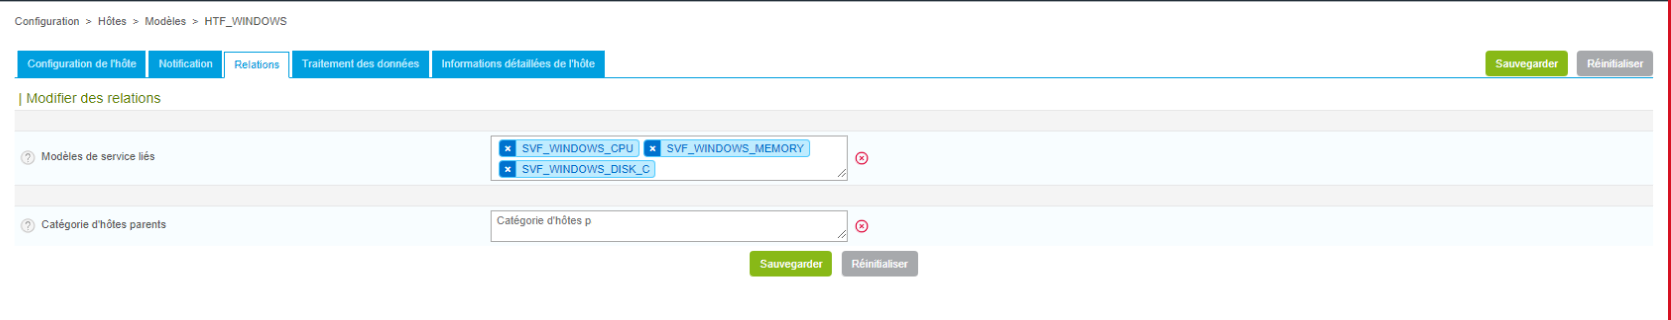 Configuration > Hôtes > Modèles > HTF_WINDOWS
Configuration de l'hôte Notification Relations Traitement des données Informations détaillées de l'hôte Sauvegarder Réinitialiser
| Modifier des relations
? Modèles de service liés × SVF_WINDOWS_CPU × SVF_WINDOWS_MEMORY
× SVF_WINDOWS_DISK_C
? Catégorie d'hôtes parents Catégorie d'hôtes p
Sauvegarder Réinitialiser